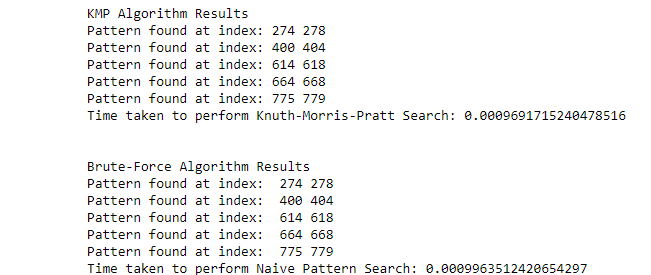 KMP Algorithm Results
Pattern found at index: 274 278
Pattern found at index: 400 404
Pattern found at index: 614 618
Pattern found at index: 664 668
Pattern found at index: 775 779
Time taken to perform Knuth-Morris-Pratt Search: 0.0009691715240478516
Brute-Force Algorithm Results
Pattern found at index:  274 278
Pattern found at index:  400 404
Pattern found at index:  614 618
Pattern found at index:  664 668
Pattern found at index:  775 779
Time taken to perform Naive Pattern Search: 0.0009963512420654297